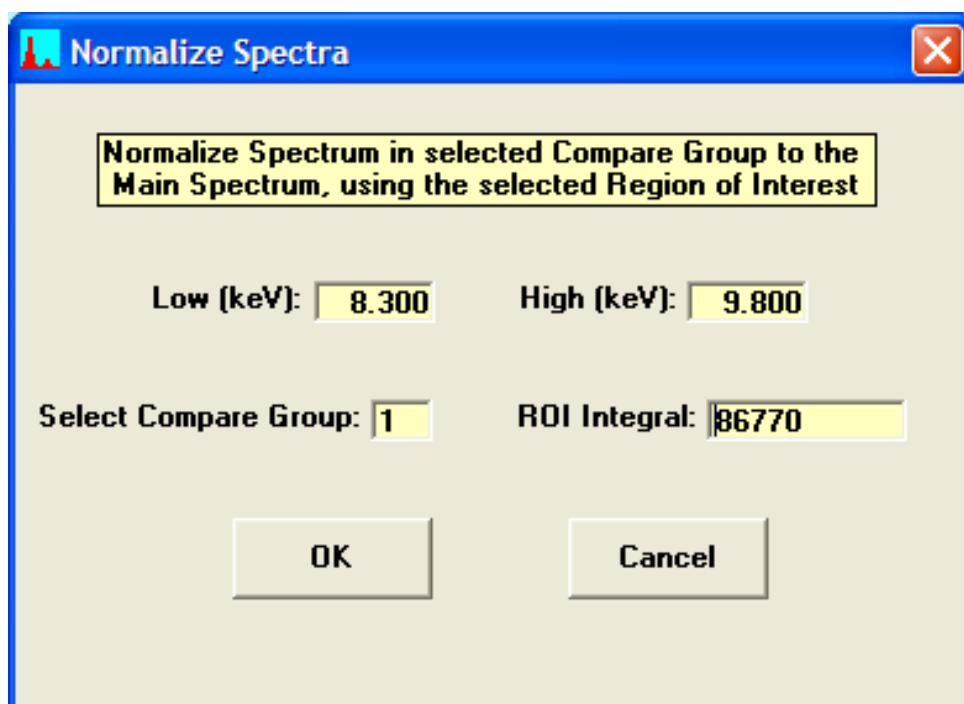 Normalize Spectra
Normalize Spectrum in selected Compare Group to the
Main Spectrum, using the selected Region of Interest
Low (keV): 8.300 High (keV): 9.800
Select Compare Group: 1 ROI Integral: 86770
OK Cancel